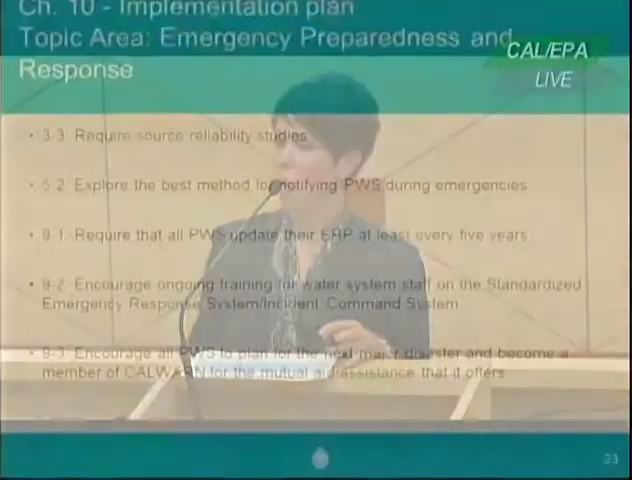 Ch. 10 - Implementation plan
Topic Area: Emergency Preparedness and
Response
CAL/EPA
LIVE
• 3-3: Require source reliability studies.
• 5-2: Explore the best method for notifying PWS during emergencies
• 9-1: Require that all PWS update their ERP at least every five years
• 9-2: Encourage ongoing training for water system staff on the Standardized
Emergency Response System/Incident Command System
• 9-3: Encourage all PWS to plan for the next major disaster and become a
member of CALWARN for the mutual aid/assistance that it offers
23